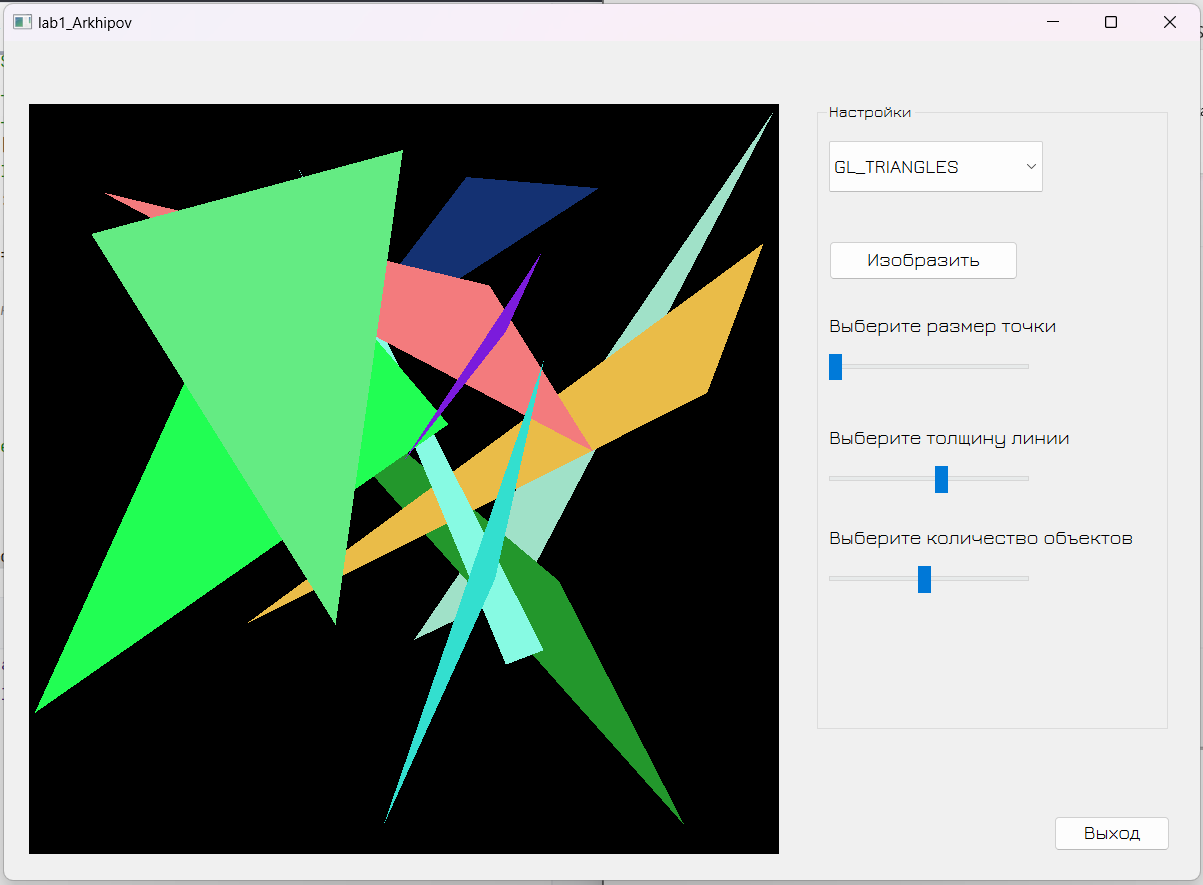 lab1_Arkhipov
Настройки
GL_TRIANGLES
Изобразить
Выберите размер точки
Выберите толщину линии
Выберите количество объектов
Выход